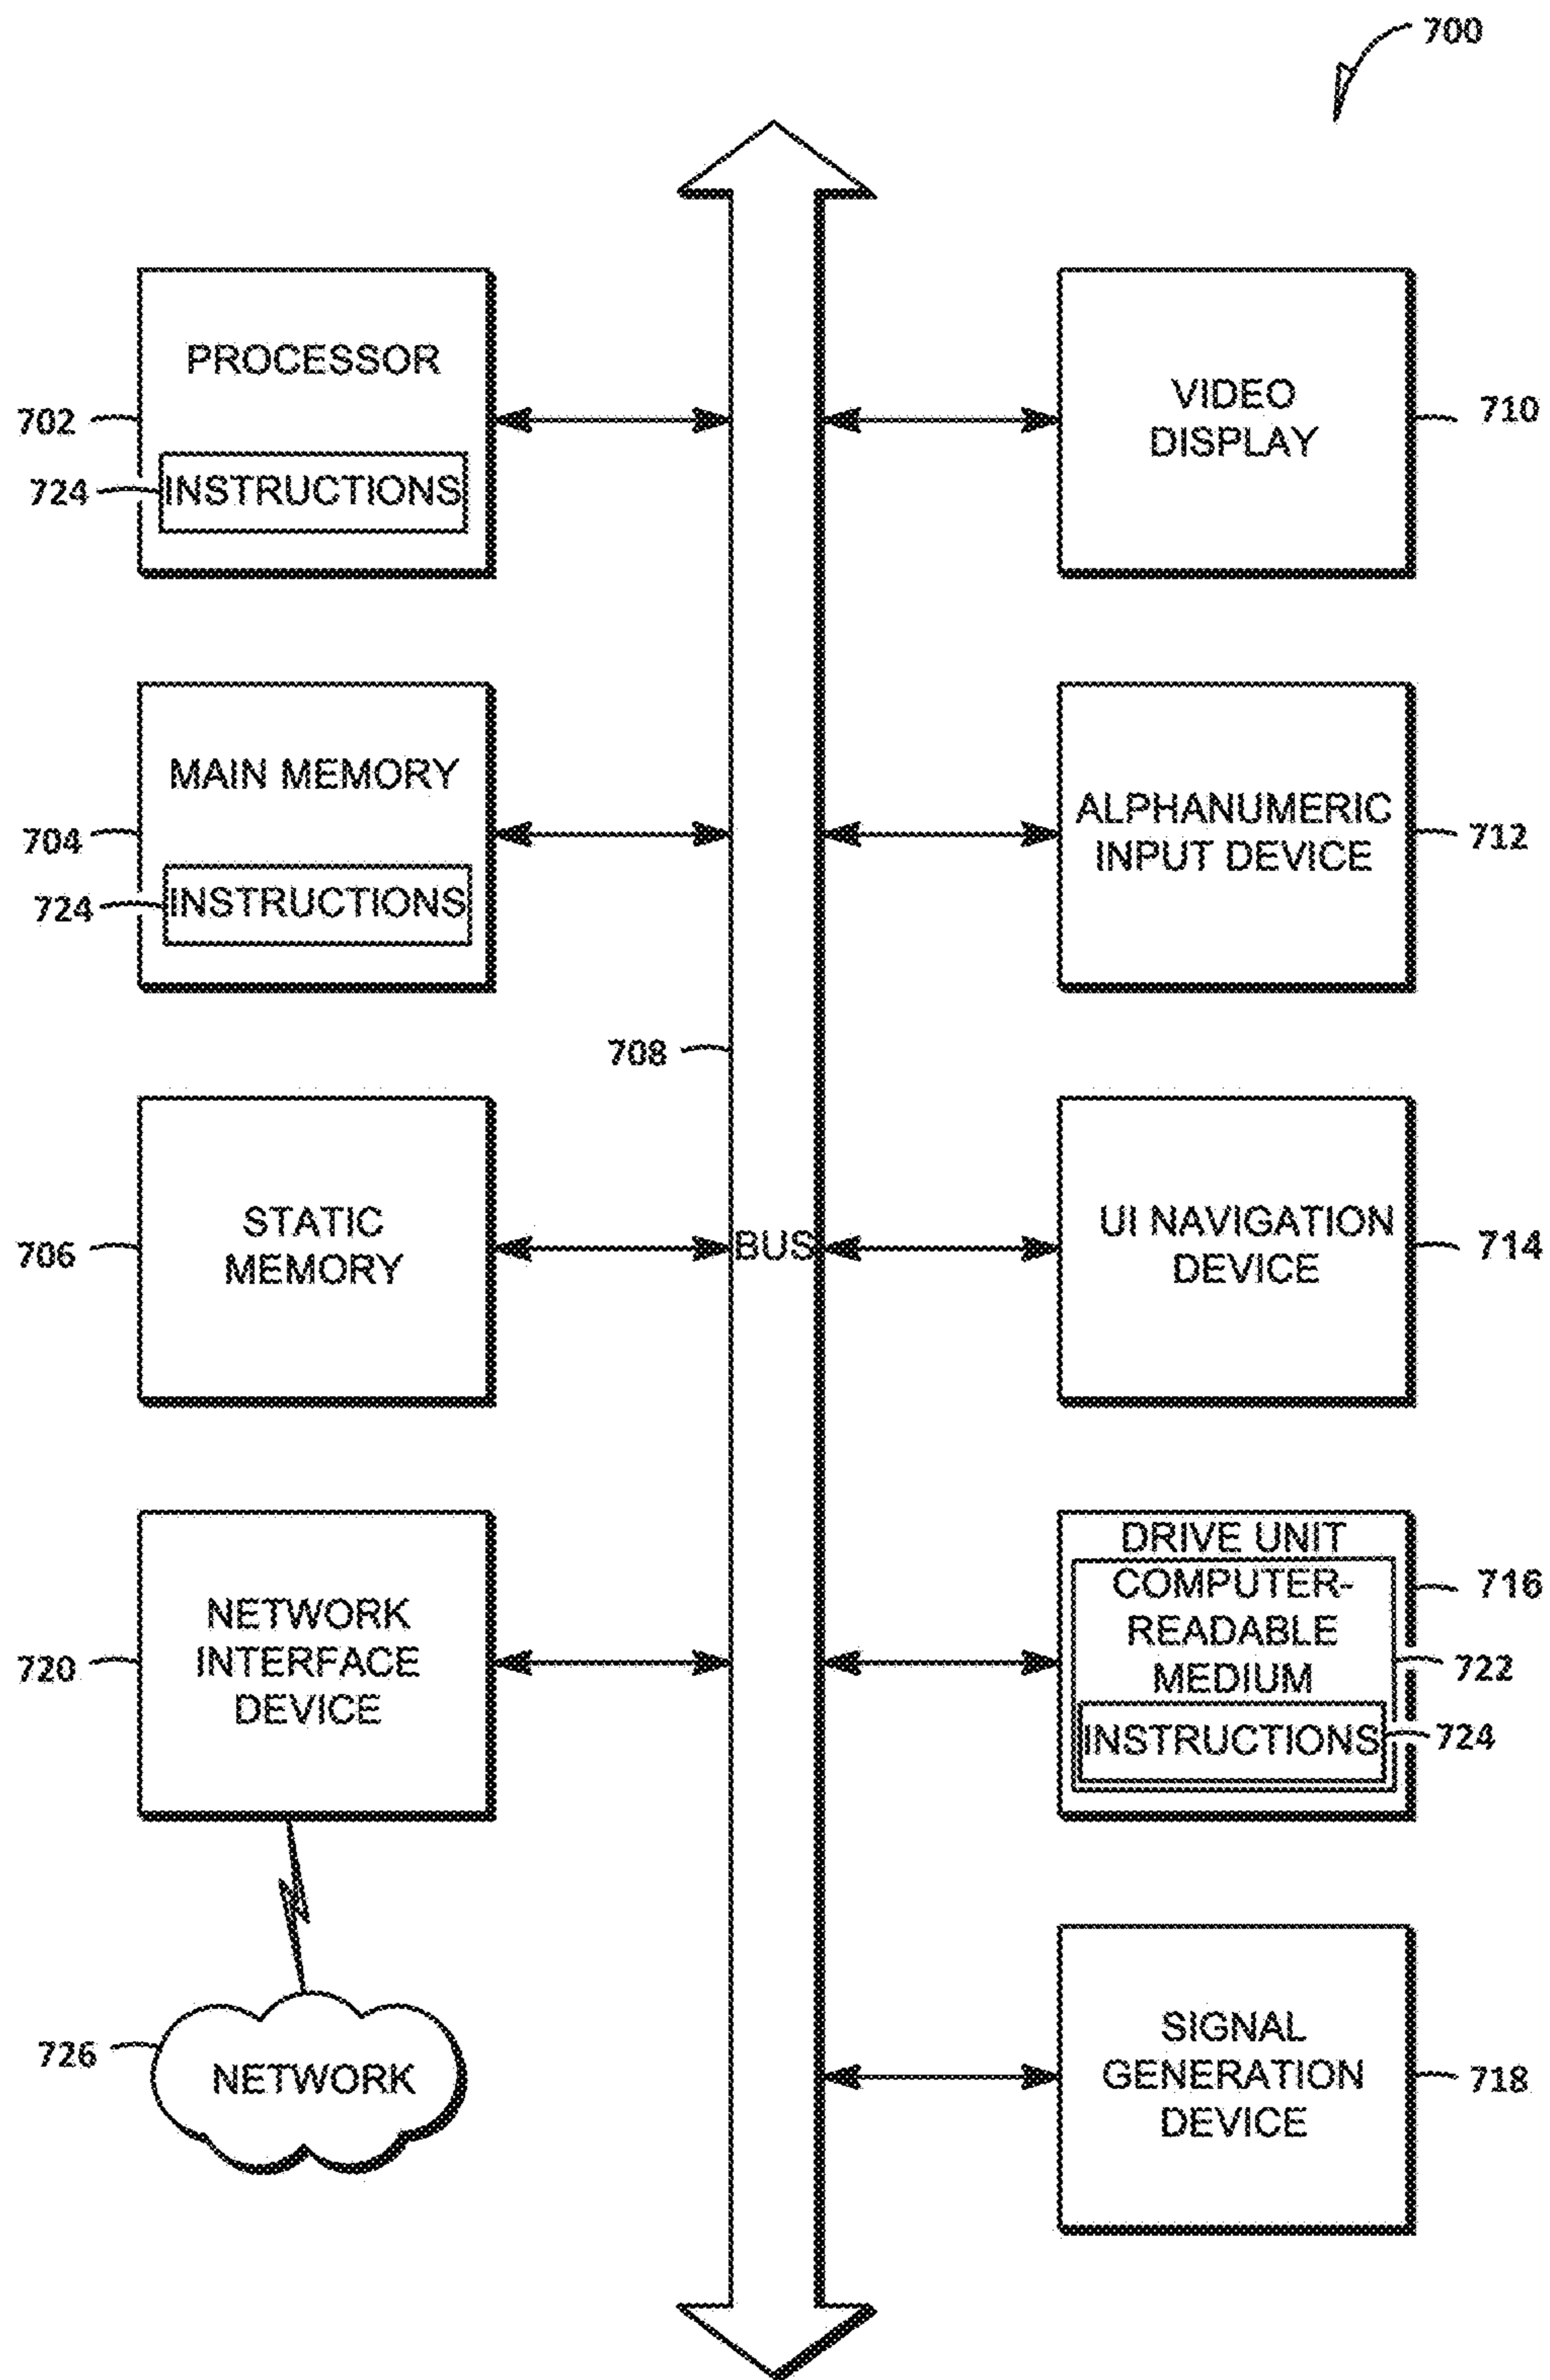 700
PROCESSOR
702
724
INSTRUCTIONS
VIDEO
DISPLAY
710
MAIN MEMORY
704
724
INSTRUCTIONS
ALPHANUMERIC
INPUT DEVICE
712
708
STATIC
MEMORY
706
BUS
UI NAVIGATION
DEVICE
714
NETWORK
INTERFACE
DEVICE
720
DRIVE UNIT
COMPUTER-
READABLE
MEDIUM
INSTRUCTIONS
716
722
724
726
NETWORK
SIGNAL
GENERATION
DEVICE
718